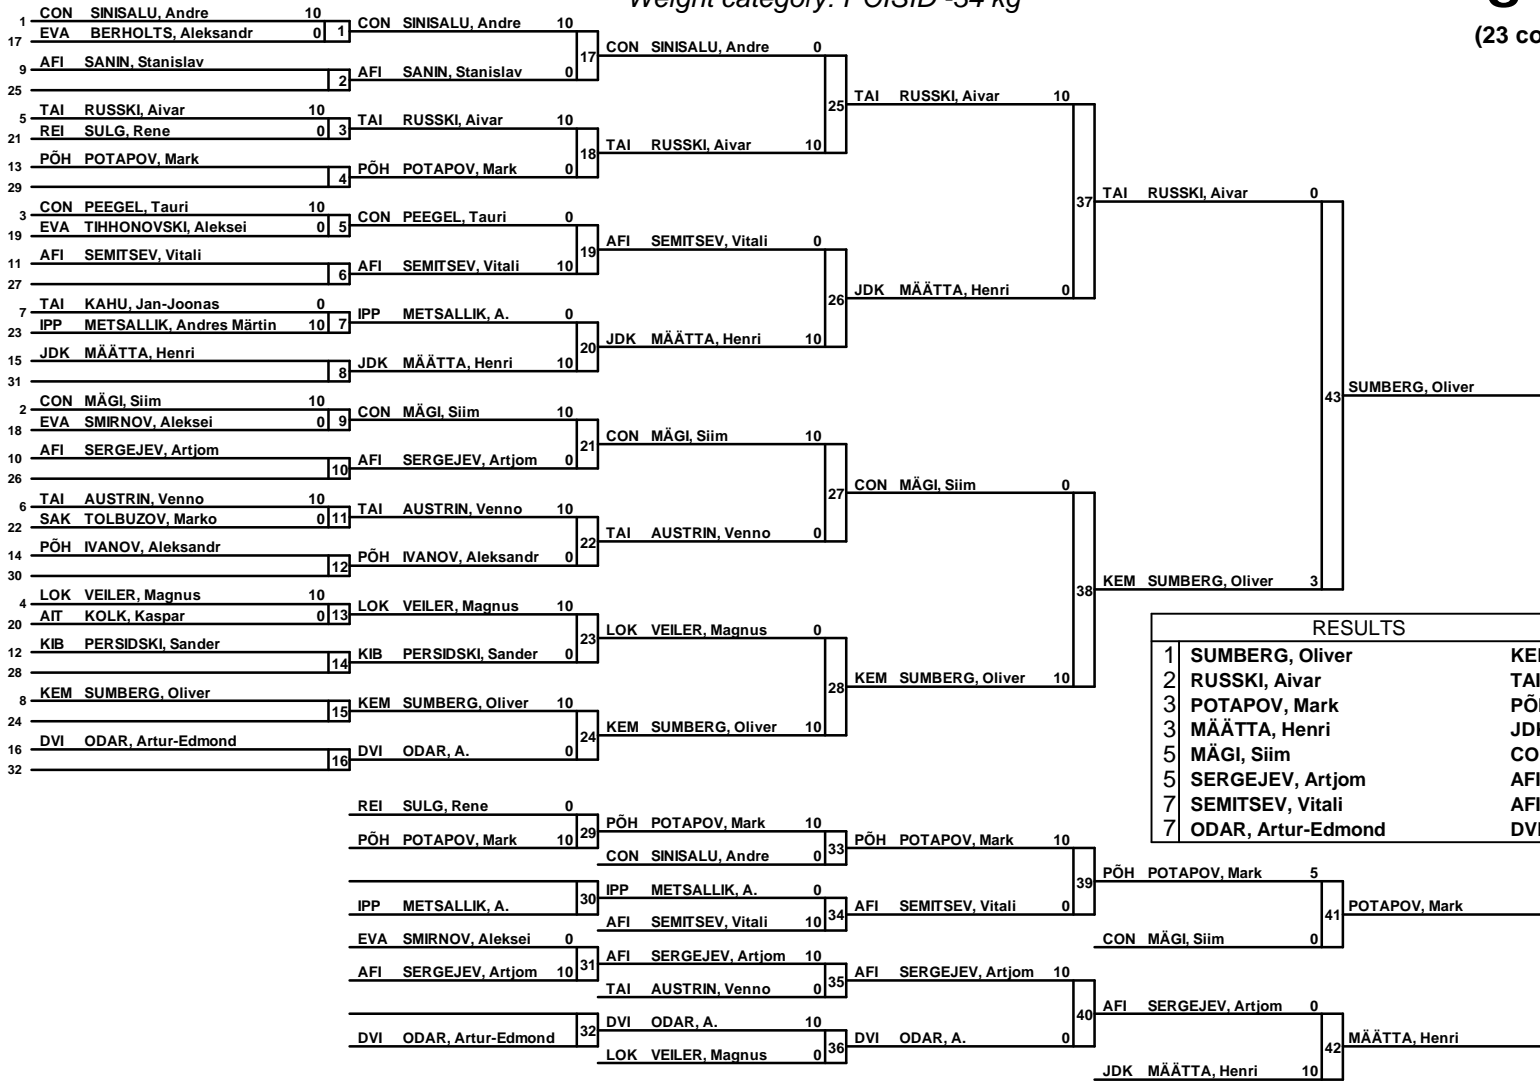 Weight category: POISID -34 kg
(23 co
1 CON SINISALU, Andre 10
17 EVA BERHOLTS, Aleksandr 0 1
9 AFI SANIN, Stanislav
25 2
5 TAI RUSSKI, Aivar 10
21 REI SULG, Rene 0 3
13 PÕH POTAPOV, Mark
29 4
3 CON PEEGEL, Tauri 10
19 EVA TIHHONOVSKI, Aleksei 0 5
11 AFI SEMITSEV, Vitali
27 6
7 TAI KAHU, Jan-Joonas 0
23 IPP METSALLIK, Andres Märtin 10 7
15 JDK MÄÄTTA, Henri
31 8
2 CON MÄGI, Siim 10
18 EVA SMIRNOV, Aleksei 0 9
10 AFI SERGEJEV, Artjom
26 10
6 TAI AUSTRIN, Venno 10
22 SAK TOLBUZOV, Marko 0 11
14 PÕH IVANOV, Aleksandr
30 12
4 LOK VEILER, Magnus 10
20 AIT KOLK, Kaspar 0 13
12 KIB PERSIDSKI, Sander
28 14
8 KEM SUMBERG, Oliver
24 15
16 DVI ODAR, Artur-Edmond
32 16
CON SINISALU, Andre 10
17
AFI SANIN, Stanislav 0
TAI RUSSKI, Aivar 10
18
PÕH POTAPOV, Mark 0
CON PEEGEL, Tauri 0
19
AFI SEMITSEV, Vitali 10
IPP METSALLIK, A. 0
20
JDK MÄÄTTA, Henri 10
CON MÄGI, Siim 10
21
AFI SERGEJEV, Artjom 0
TAI AUSTRIN, Venno 10
22
PÕH IVANOV, Aleksandr 0
LOK VEILER, Magnus 10
23
KIB PERSIDSKI, Sander 0
KEM SUMBERG, Oliver 10
24
DVI ODAR, A. 0
CON SINISALU, Andre 0
25
TAI RUSSKI, Aivar 10
AFI SEMITSEV, Vitali 0
26
JDK MÄÄTTA, Henri 10
CON MÄGI, Siim 10
27
TAI AUSTRIN, Venno 0
LOK VEILER, Magnus 0
28
KEM SUMBERG, Oliver 10
TAI RUSSKI, Aivar 10
37
JDK MÄÄTTA, Henri 0
CON MÄGI, Siim 0
38
KEM SUMBERG, Oliver 10
TAI RUSSKI, Aivar 0
43
KEM SUMBERG, Oliver 3
SUMBERG, Oliver
RESULTS
1 SUMBERG, Oliver KE
2 RUSSKI, Aivar TAI
3 POTAPOV, Mark PÕ
3 MÄÄTTA, Henri JD
5 MÄGI, Siim CO
5 SERGEJEV, Artjom AFI
7 SEMITSEV, Vitali AFI
7 ODAR, Artur-Edmond DV
REI SULG, Rene 0
29
PÕH POTAPOV, Mark 10
30
IPP METSALLIK, A.
EVA SMIRNOV, Aleksei 0
31
AFI SERGEJEV, Artjom 10
32
DVI ODAR, Artur-Edmond
PÕH POTAPOV, Mark 10
33
CON SINISALU, Andre 0
IPP METSALLIK, A. 0
34
AFI SEMITSEV, Vitali 10
AFI SERGEJEV, Artjom 10
35
TAI AUSTRIN, Venno 0
DVI ODAR, A. 10
36
LOK VEILER, Magnus 0
PÕH POTAPOV, Mark 10
39
AFI SEMITSEV, Vitali 0
AFI SERGEJEV, Artjom 10
40
DVI ODAR, A. 0
PÕH POTAPOV, Mark 5
41
CON MÄGI, Siim 0
AFI SERGEJEV, Artjom 0
42
JDK MÄÄTTA, Henri 10
POTAPOV, Mark
MÄÄTTA, Henri